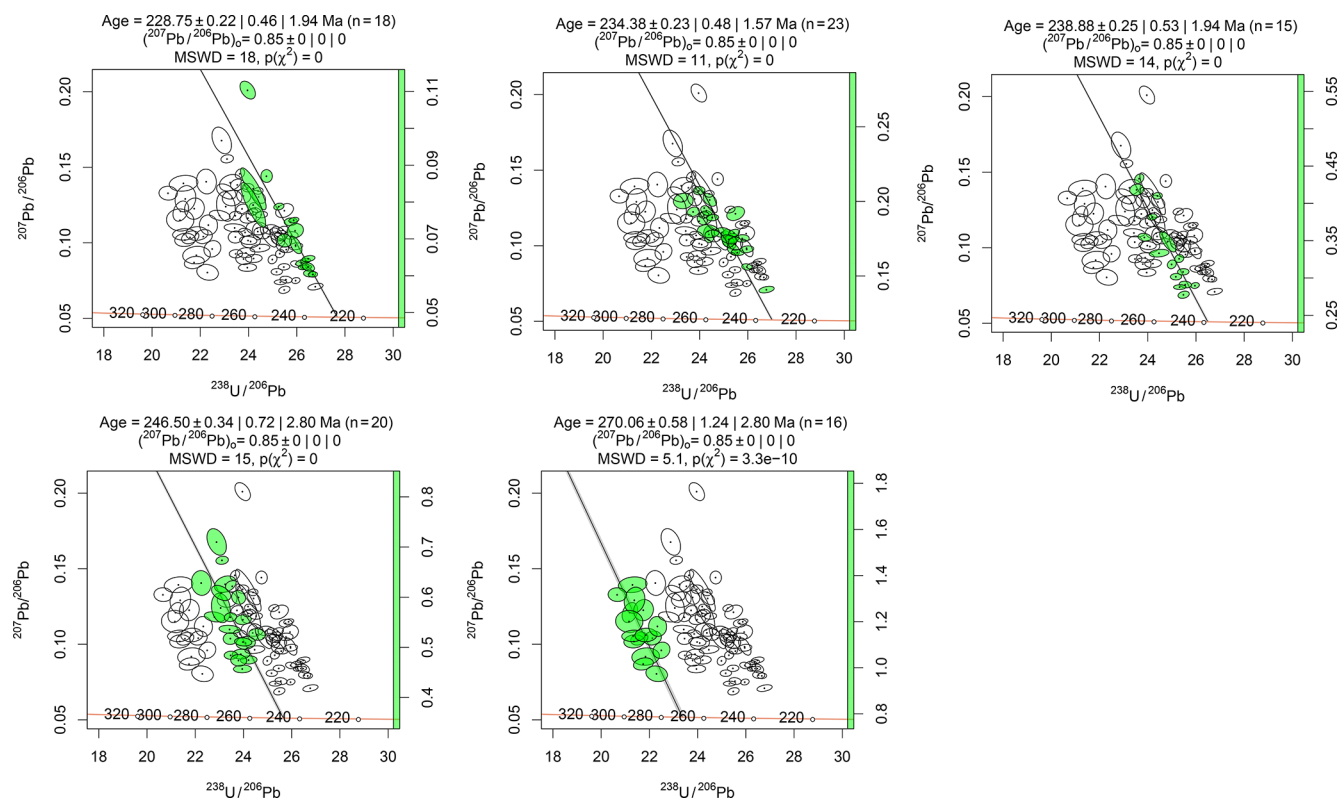 Age = 228.75 ± 0.22 | 0.46 | 1.94 Ma (n=18)
(²⁰⁷Pb/²⁰⁶Pb)ₒ= 0.85 ± 0 | 0 | 0
MSWD = 18, p(χ²) = 0
²⁰⁷Pb/²⁰⁶Pb
0.20
0.15
0.10
0.05
320 300 280 260 240 220
0.11
0.09
0.07
0.05
18 20 22 24 26 28 30
²³⁸U/²⁰⁶Pb
Age = 234.38 ± 0.23 | 0.48 | 1.57 Ma (n=23)
(²⁰⁷Pb/²⁰⁶Pb)ₒ= 0.85 ± 0 | 0 | 0
MSWD = 11, p(χ²) = 0
²⁰⁷Pb/²⁰⁶Pb
0.20
0.15
0.10
0.05
320 300 280 260 240 220
0.25
0.20
0.15
18 20 22 24 26 28 30
²³⁸U/²⁰⁶Pb
Age = 238.88 ± 0.25 | 0.53 | 1.94 Ma (n=15)
(²⁰⁷Pb/²⁰⁶Pb)ₒ= 0.85 ± 0 | 0 | 0
MSWD = 14, p(χ²) = 0
²⁰⁷Pb/²⁰⁶Pb
0.20
0.15
0.10
0.05
320 300 280 260 240 220
0.55
0.45
0.35
0.25
18 20 22 24 26 28 30
²³⁸U/²⁰⁶Pb
Age = 246.50 ± 0.34 | 0.72 | 2.80 Ma (n=20)
(²⁰⁷Pb/²⁰⁶Pb)ₒ= 0.85 ± 0 | 0 | 0
MSWD = 15, p(χ²) = 0
²⁰⁷Pb/²⁰⁶Pb
0.20
0.15
0.10
0.05
320 300 280 260 240 220
0.8
0.7
0.6
0.5
0.4
18 20 22 24 26 28 30
²³⁸U/²⁰⁶Pb
Age = 270.06 ± 0.58 | 1.24 | 2.80 Ma (n=16)
(²⁰⁷Pb/²⁰⁶Pb)ₒ= 0.85 ± 0 | 0 | 0
MSWD = 5.1, p(χ²) = 3.3e−10
²⁰⁷Pb/²⁰⁶Pb
0.20
0.15
0.10
0.05
320 300 280 260 240 220
1.8
1.6
1.4
1.2
1.0
0.8
18 20 22 24 26 28 30
²³⁸U/²⁰⁶Pb